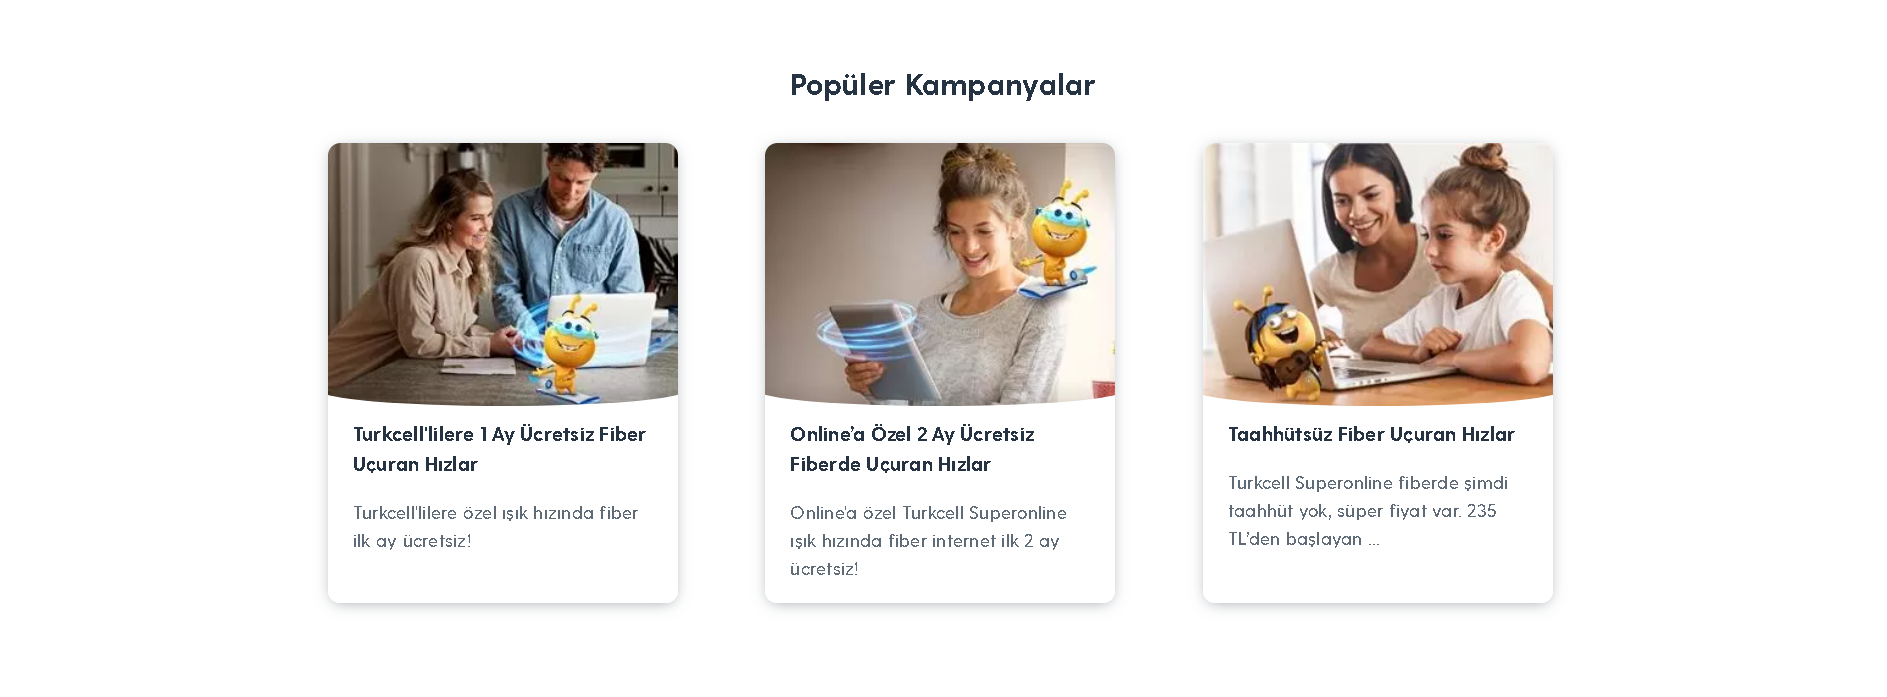 Popüler Kampanyalar
Turkcell'lilere 1 Ay Ücretsiz Fiber
Uçuran Hızlar
Turkcell'lilere özel ışık hızında fiber
ilk ay ücretsiz!
Online’a Özel 2 Ay Ücretsiz
Fiberde Uçuran Hızlar
Online'a özel Turkcell Superonline
ışık hızında fiber internet ilk 2 ay
ücretsiz!
Taahhütsüz Fiber Uçuran Hızlar
Turkcell Superonline fiberde şimdi
taahhüt yok, süper fiyat var. 235
TL’den başlayan ...